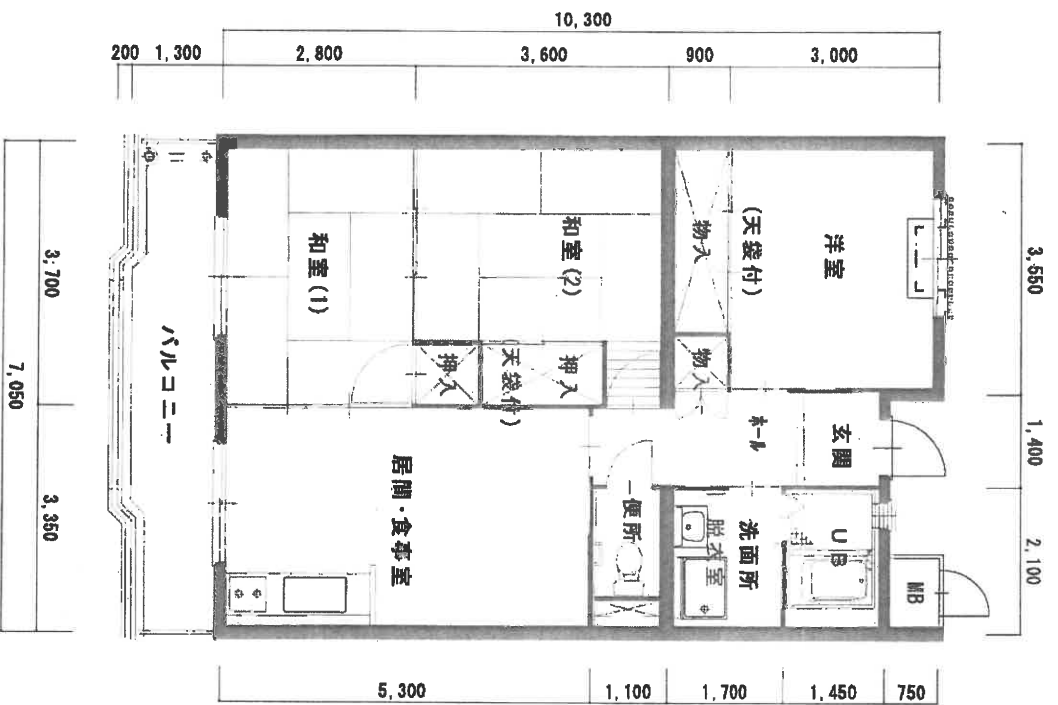 10,300
200
1,300
2,800
3,600
900
3,000
3,700
3,350
7,050
3,550
1,400
2,100
バルコニー
和室(1)
和室(2)
物入
(天袋付)
洋室
押入
(天袋付)
押入
物入
ホール
玄関
居間・食事室
便所
脱衣室
洗面所
UB
MB
5,300
1,100
1,700
1,450
750